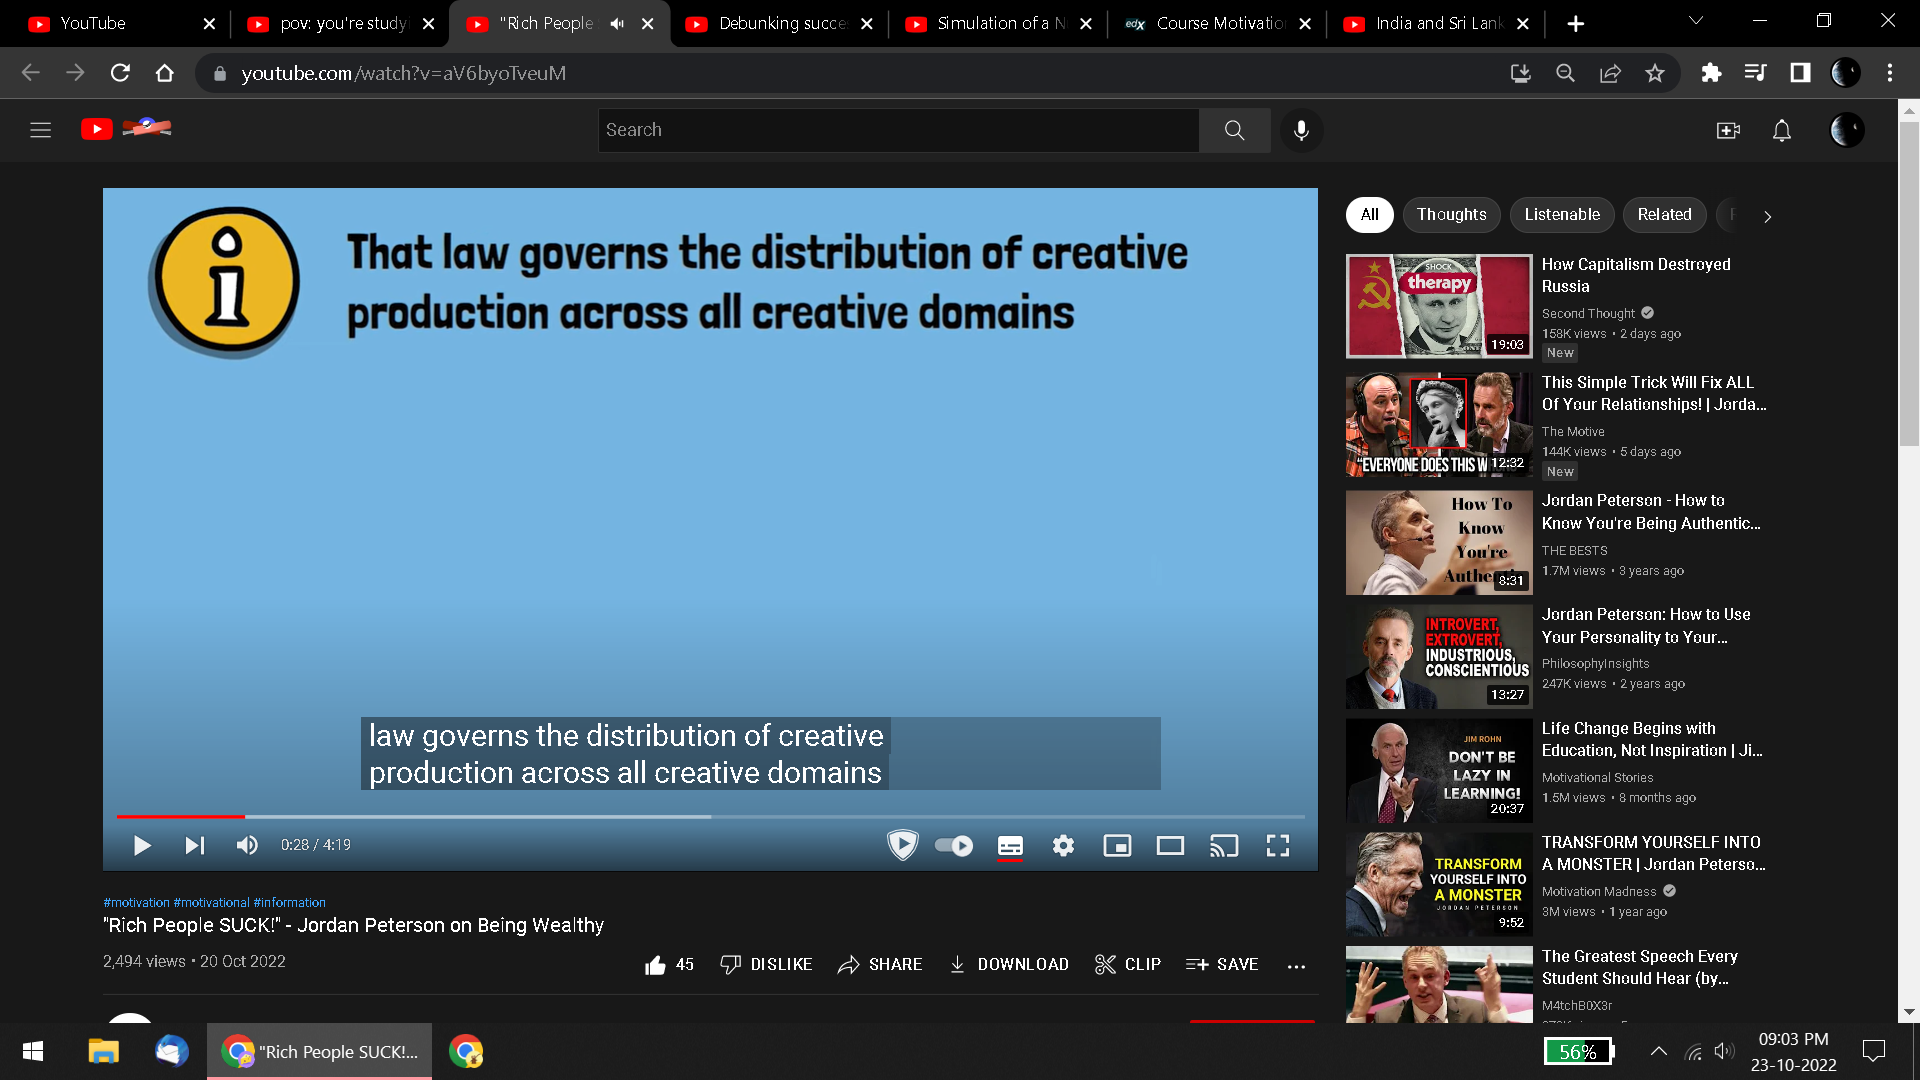 YouTube
pov: you're studyi
"Rich People
Debunking succe
Simulation of a N
edX Course Motivatio
India and Sri Lank
youtube.com/watch?v=aV6byoTveuM
Search
That law governs the distribution of creative
production across all creative domains
law governs the distribution of creative
production across all creative domains
0:28 / 4:19
#motivation #motivational #information
"Rich People SUCK!" - Jordan Peterson on Being Wealthy
2,494 views • 20 Oct 2022
45
DISLIKE
SHARE
DOWNLOAD
CLIP
SAVE
All
Thoughts
Listenable
Related
SHOCK
therapy
19:03
How Capitalism Destroyed
Russia
Second Thought
158K views • 2 days ago
New
"EVERYONE DOES THIS W
12:32
This Simple Trick Will Fix ALL
Of Your Relationships! | Jorda...
The Motive
144K views • 5 days ago
New
How To
Know
You're
Authe
8:31
Jordan Peterson - How to
Know You're Being Authentic...
THE BESTS
1.7M views • 3 years ago
INTROVERT,
EXTROVERT,
INDUSTRIOUS,
CONSCIENTIOUS
13:27
Jordan Peterson: How to Use
Your Personality to Your...
PhilosophyInsights
247K views • 2 years ago
JIM ROHN
DON'T BE
LAZY IN
LEARNING!
20:37
Life Change Begins with
Education, Not Inspiration | Ji...
Motivational Stories
1.5M views • 8 months ago
TRANSFORM
YOURSELF INTO
A MONSTER
JORDAN PETERSON
9:52
TRANSFORM YOURSELF INTO
A MONSTER | Jordan Peterso...
Motivation Madness
3M views • 1 year ago
The Greatest Speech Every
Student Should Hear (by...
M4tchB0X3r
"Rich People SUCK!...
56%
09:03 PM
23-10-2022